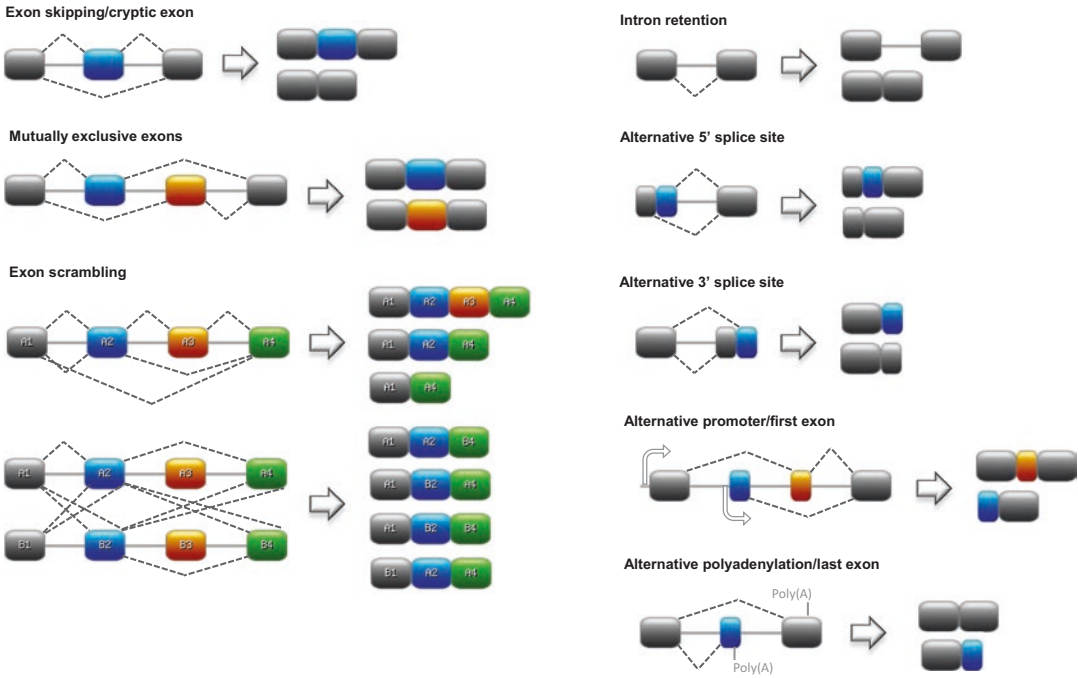 Exon skipping/cryptic exon
Mutually exclusive exons
Exon scrambling
A1 A2 A3 A4
A1 A2 A3 A4
A1 A2 A4
A1 A4
A1 A2 A3 A4
B1 B2 B3 B4
A1 A2 B4
A1 B2 A4
A1 B2 B4
B1 A2 A4
Intron retention
Alternative 5' splice site
Alternative 3' splice site
Alternative promoter/first exon
Alternative polyadenylation/last exon
Poly(A)
Poly(A)